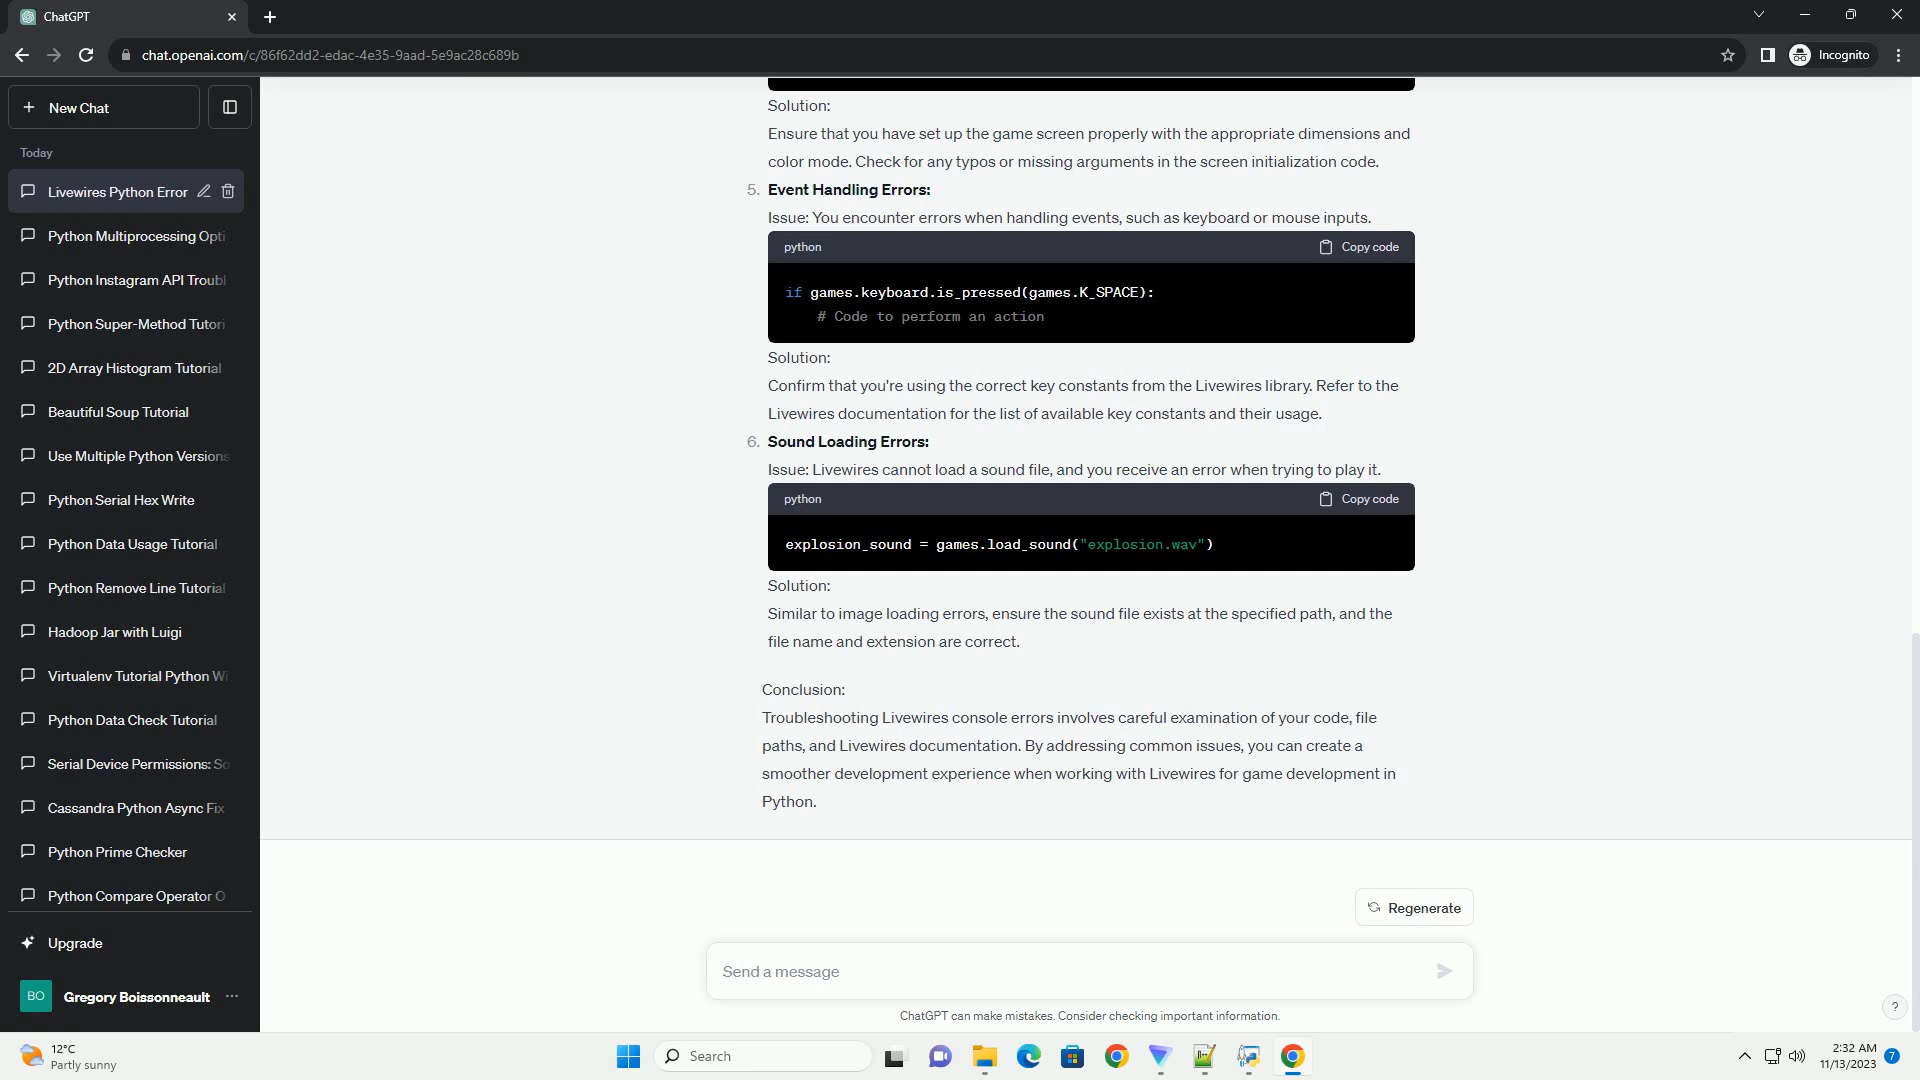 ChatGPT
chat.openai.com/c/86f62dd2-edac-4e35-9aad-5e9ac28c689b
Incognito
New Chat
Today
Livewires Python Error
Python Multiprocessing Opti
Python Instagram API Troubl
Python Super-Method Tutori
2D Array Histogram Tutorial
Beautiful Soup Tutorial
Use Multiple Python Versions
Python Serial Hex Write
Python Data Usage Tutorial
Python Remove Line Tutorial
Hadoop Jar with Luigi
Virtualenv Tutorial Python Wi
Python Data Check Tutorial
Serial Device Permissions: So
Cassandra Python Async Fix
Python Prime Checker
Python Compare Operator O
Upgrade
BO Gregory Boissonneault
Solution:
Ensure that you have set up the game screen properly with the appropriate dimensions and
color mode. Check for any typos or missing arguments in the screen initialization code.
5. Event Handling Errors:
Issue: You encounter errors when handling events, such as keyboard or mouse inputs.
python Copy code
if games.keyboard.is_pressed(games.K_SPACE):
# Code to perform an action
Solution:
Confirm that you're using the correct key constants from the Livewires library. Refer to the
Livewires documentation for the list of available key constants and their usage.
6. Sound Loading Errors:
Issue: Livewires cannot load a sound file, and you receive an error when trying to play it.
python Copy code
explosion_sound = games.load_sound("explosion.wav")
Solution:
Similar to image loading errors, ensure the sound file exists at the specified path, and the
file name and extension are correct.
Conclusion:
Troubleshooting Livewires console errors involves careful examination of your code, file
paths, and Livewires documentation. By addressing common issues, you can create a
smoother development experience when working with Livewires for game development in
Python.
Regenerate
Send a message
ChatGPT can make mistakes. Consider checking important information.
?
12°C
Partly sunny
Search
2:32 AM
11/13/2023
7